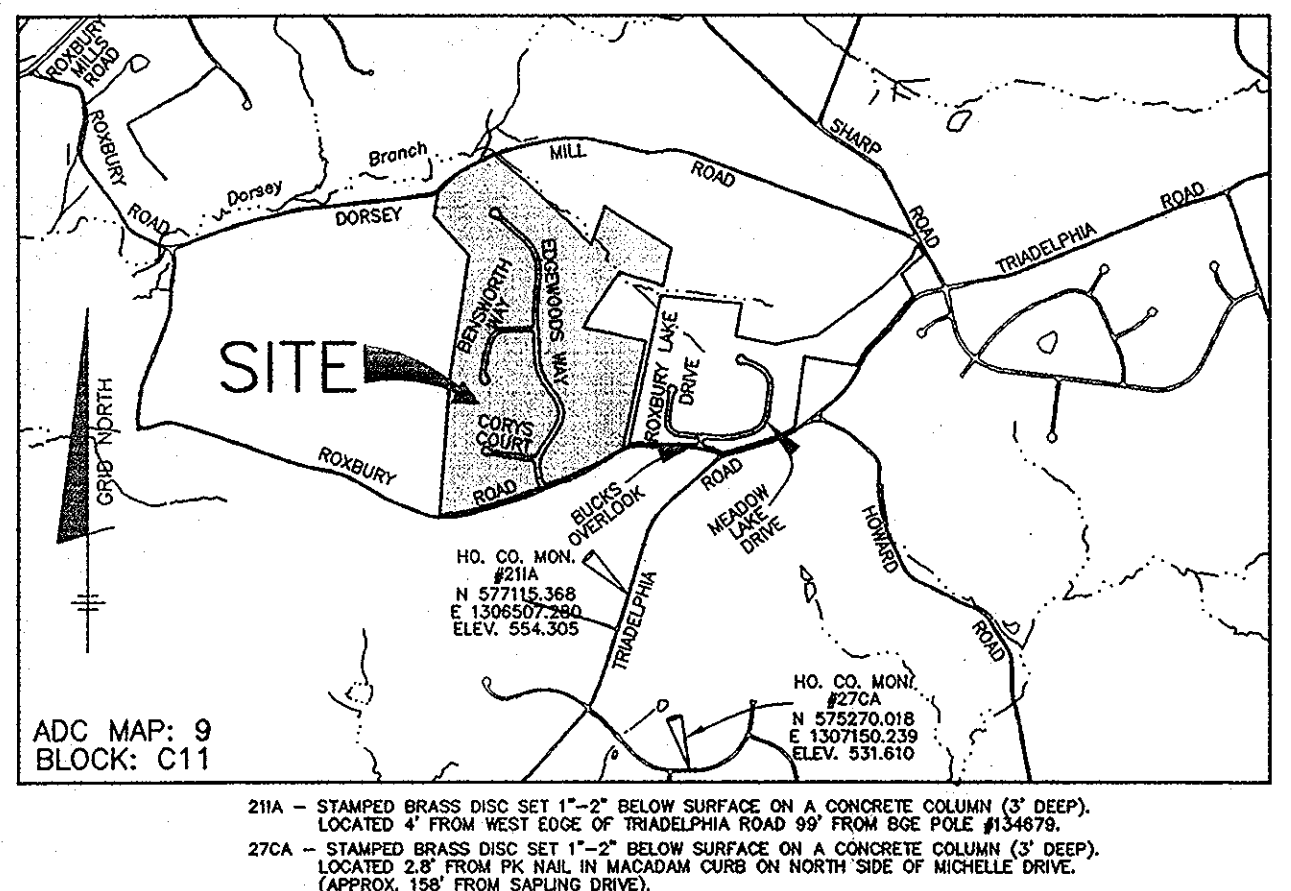 ROXBURY
MILLS
ROAD
ROXBURY
ROAD
Dorsey
Branch
DORSEY
MILL
ROAD
SHARP
ROAD
TRIADELPHIA
ROAD
EDGEWOODS WAY
BENSWORTH
WAY
SITE
ROXBURY LAKE
DRIVE
CORYS
COURT
GRID NORTH
ROXBURY
ROAD
ROAD
BUCKS
OVERLOOK
MEADOW
LAKE
DRIVE
HOWARD
ROAD
HO. CO. MON.
#211A
N 577115.368
E 1306507.280
ELEV. 554.305
TRIADELPHIA
HO. CO. MON.
#27CA
N 575270.018
E 1307150.239
ELEV. 531.610
ADC MAP: 9
BLOCK: C11
211A – STAMPED BRASS DISC SET 1"-2" BELOW SURFACE ON A CONCRETE COLUMN (3' DEEP).
LOCATED 4' FROM WEST EDGE OF TRIADELPHIA ROAD 99' FROM BGE POLE #134679.
27CA – STAMPED BRASS DISC SET 1"-2" BELOW SURFACE ON A CONCRETE COLUMN (3' DEEP).
LOCATED 2.8' FROM PK NAIL IN MACADAM CURB ON NORTH SIDE OF MICHELLE DRIVE.
(APPROX. 158' FROM SAPLING DRIVE).